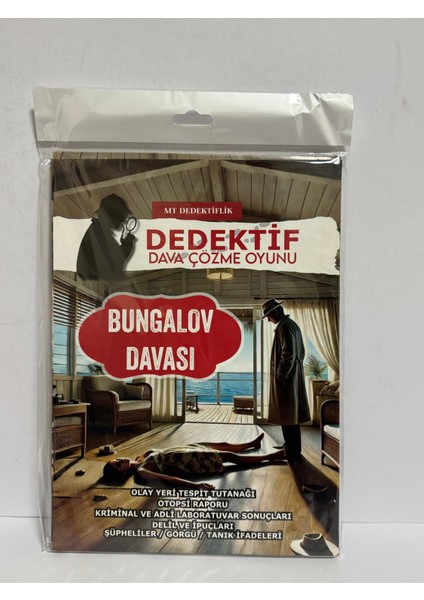 MT DEDEKTİFLİK
DEDEKTİF
DAVA ÇÖZME OYUNU
BUNGALOV
DAVASI
OLAY YERİ TESPİT TUTANAĞI
OTOPSİ RAPORU
KRİMİNAL VE ADLİ LABORATUVAR SONUÇLARI
DELİL VE İPUÇLARI
ŞÜPHELİLER / GÖRGÜ / TANIK İFADELERİ